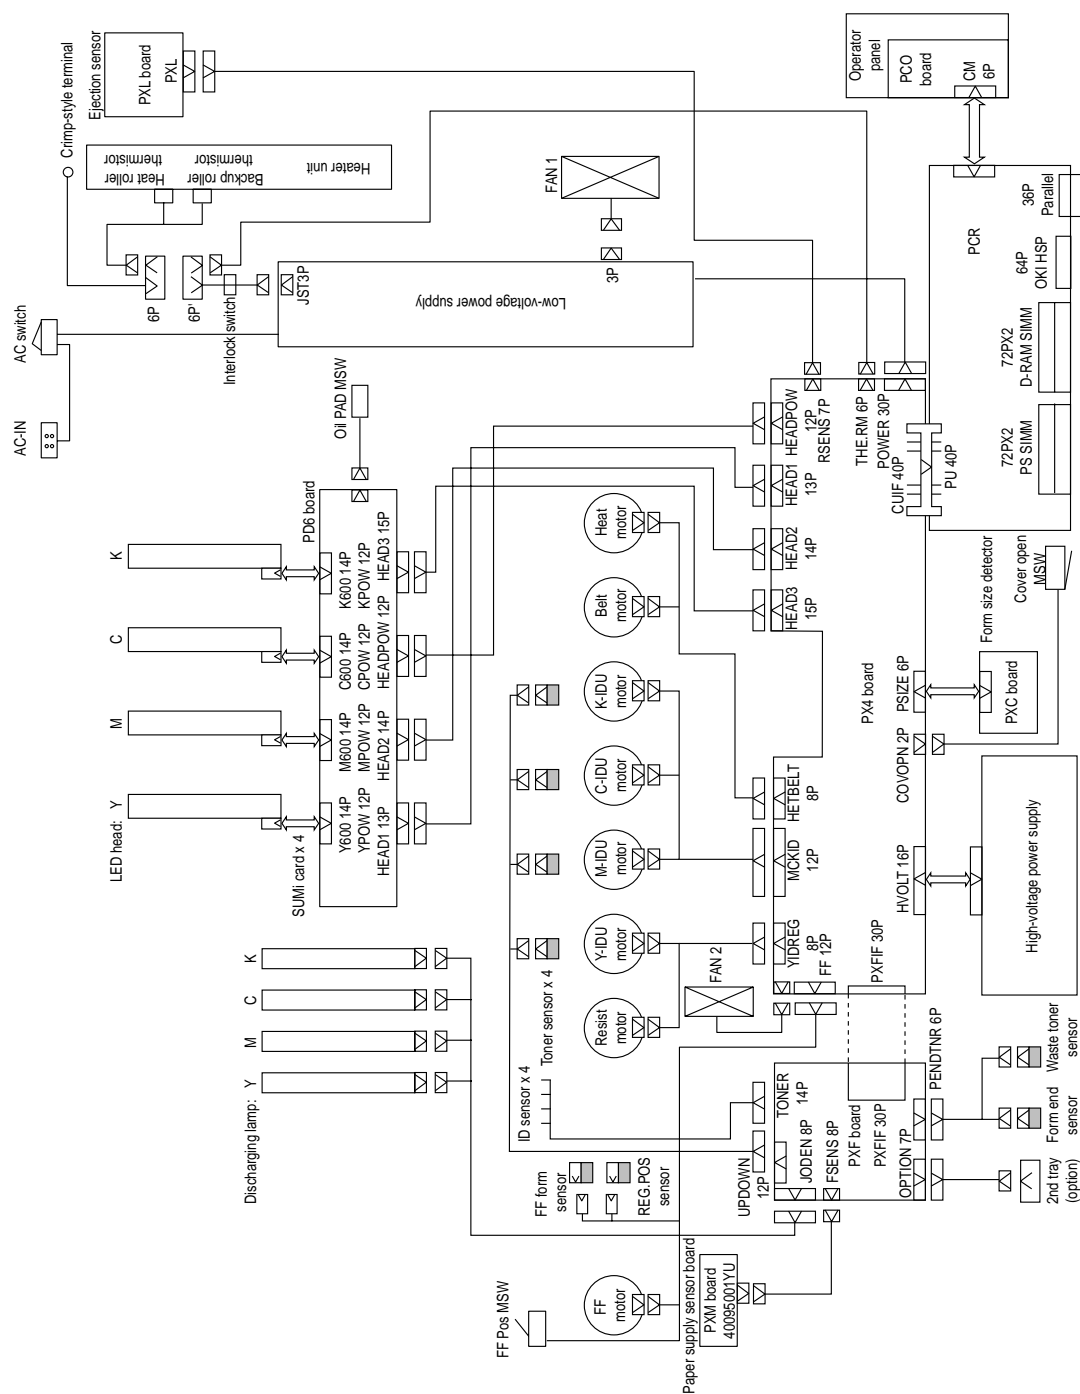 Ejection sensor
PXL board
PXL
Crimp-style terminal
Heat roller
thermistor
Backup roller
thermistor
Heater unit
Operator
panel
PCO
board
CM
6P
FAN 1
3P
Low-voltage power supply
JST3P
6P
6P'
Interlock switch
AC switch
AC-IN
Oil PAD MSW
PCR
36P
Parallel
64P
OKI HSP
72PX2
D-RAM SIMM
72PX2
PS SIMM
PD6 board
LED head:
Y
M
C
K
SUMi card x 4
K600 14P
KPOW 12P
HEAD3 15P
C600 14P
CPOW 12P
HEADPOW 12P
M600 14P
MPOW 12P
HEAD2 14P
Y600 14P
YPOW 12P
HEAD1 13P
HEADPOW
12P
RSENS 7P
THE.RM 6P
POWER 30P
CUIF 40P
PU 40P
HEAD1
13P
HEAD2
14P
HEAD3
15P
Heat
motor
Belt
motor
K-IDU
motor
C-IDU
motor
M-IDU
motor
Y-IDU
motor
Resist
motor
Form size detector
Cover open
MSW
PX4 board
PSIZE 6P
PXC board
COVOPN 2P
HETBELT
8P
MCKID
12P
HVOLT 16P
High-voltage power supply
YIDREG
8P
FF 12P
PXFIF 30P
FAN 2
Discharging lamp:
Y
M
C
K
Toner sensor x 4
ID sensor x 4
TONER
14P
PXF board
PXFIF 30P
PENDTNR 6P
Waste toner
sensor
Form end
sensor
2nd tray
(option)
UPDOWN
12P
JODEN 8P
FSENS 8P
OPTION 7P
FF form
sensor
REG.POS
sensor
FF
motor
FF Pos MSW
Paper supply sensor board
PXM board
40095001YU